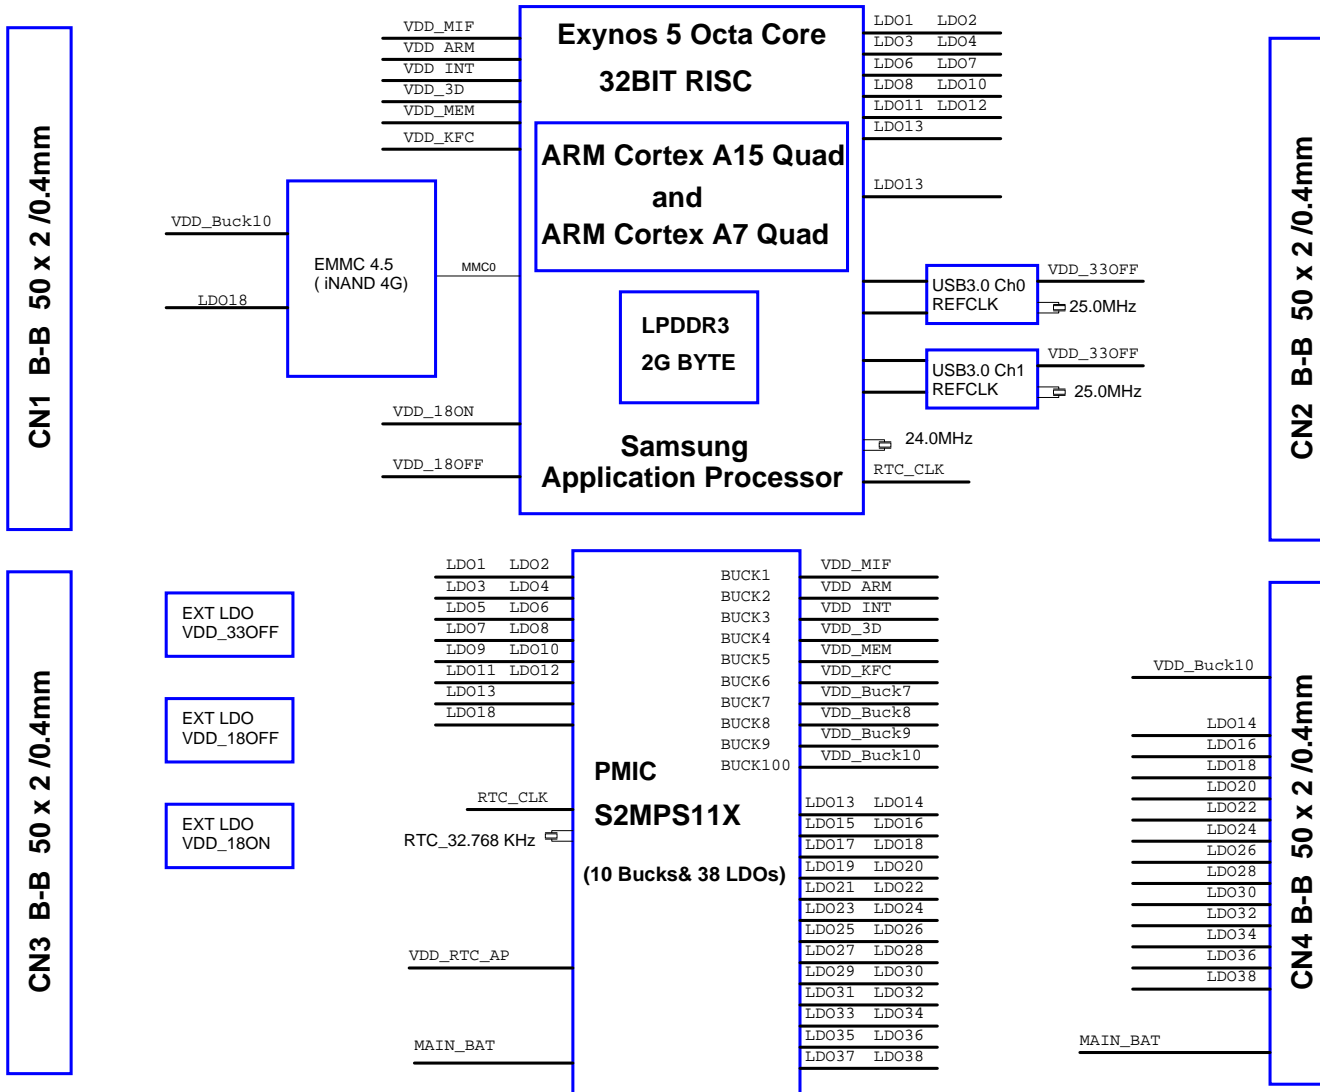 CN1 B-B 50 x 2 /0.4mm
VDD_MIF
VDD ARM
VDD INT
VDD_3D
VDD_MEM
VDD_KFC
VDD_Buck10
LDO18
EMMC 4.5
( iNAND 4G)
MMC0
VDD_18ON
VDD_18OFF
Exynos 5 Octa Core
32BIT RISC
ARM Cortex A15 Quad
and
ARM Cortex A7 Quad
LPDDR3
2G BYTE
Samsung
Application Processor
LDO1 LDO2
LDO3 LDO4
LDO6 LDO7
LDO8 LDO10
LDO11 LDO12
LDO13
LDO13
USB3.0 Ch0
REFCLK
VDD_33OFF
25.0MHz
USB3.0 Ch1
REFCLK
VDD_33OFF
25.0MHz
24.0MHz
RTC_CLK
CN2 B-B 50 x 2 /0.4mm
CN3 B-B 50 x 2 /0.4mm
EXT LDO
VDD_33OFF
EXT LDO
VDD_18OFF
EXT LDO
VDD_18ON
LDO1 LDO2
LDO3 LDO4
LDO5 LDO6
LDO7 LDO8
LDO9 LDO10
LDO11 LDO12
LDO13
LDO18
RTC_CLK
RTC_32.768 KHz
VDD_RTC_AP
MAIN_BAT
PMIC
S2MPS11X
(10 Bucks& 38 LDOs)
BUCK1
BUCK2
BUCK3
BUCK4
BUCK5
BUCK6
BUCK7
BUCK8
BUCK9
BUCK100
VDD_MIF
VDD ARM
VDD INT
VDD_3D
VDD_MEM
VDD_KFC
VDD_Buck7
VDD_Buck8
VDD_Buck9
VDD_Buck10
LDO13 LDO14
LDO15 LDO16
LDO17 LDO18
LDO19 LDO20
LDO21 LDO22
LDO23 LDO24
LDO25 LDO26
LDO27 LDO28
LDO29 LDO30
LDO31 LDO32
LDO33 LDO34
LDO35 LDO36
LDO37 LDO38
VDD_Buck10
LDO14
LDO16
LDO18
LDO20
LDO22
LDO24
LDO26
LDO28
LDO30
LDO32
LDO34
LDO36
LDO38
MAIN_BAT
CN4 B-B 50 x 2 /0.4mm